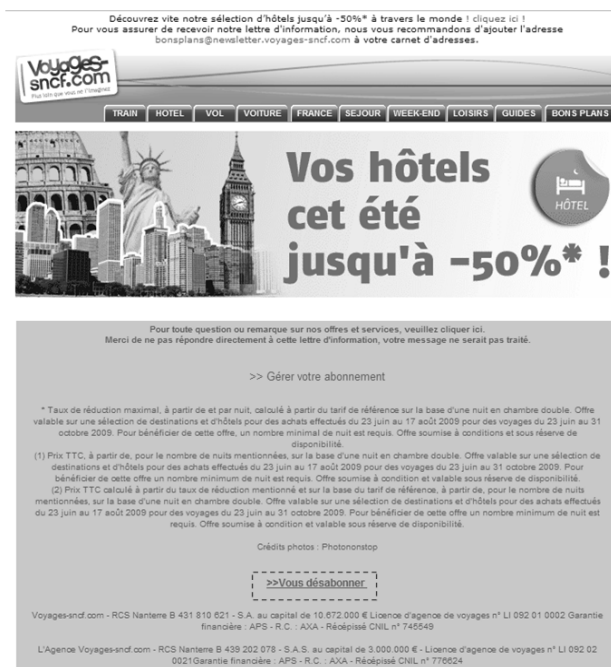 Découvrez vite notre sélection d'hôtels jusqu'à -50%* à travers le monde ! cliquez ici !
Pour vous assurer de recevoir notre lettre d'information, nous vous recommandons d'ajouter l'adresse
bonsplans@newsletter.voyages-sncf.com à votre carnet d'adresses.
Voyages-
sncf.com
Plus loin que vous ne l'imaginez
TRAIN HOTEL VOL VOITURE FRANCE SEJOUR WEEK-END LOISIRS GUIDES BONS PLANS
Vos hôtels
cet été
jusqu'à -50%* !
HÔTEL
Pour toute question ou remarque sur nos offres et services, veuillez cliquer ici.
Merci de ne pas répondre directement à cette lettre d'information, votre message ne serait pas traité.
>> Gérer votre abonnement
* Taux de réduction maximal, à partir de et par nuit, calculé à partir du tarif de référence sur la base d'une nuit en chambre double. Offre
valable sur une sélection de destinations et d'hôtels pour des achats effectués du 23 juin au 17 août 2009 pour des voyages du 23 juin au 31
octobre 2009. Pour bénéficier de cette offre, un nombre minimal de nuit est requis. Offre soumise à conditions et sous réserve de
disponibilité.
(1) Prix TTC, à partir de, pour le nombre de nuits mentionnées, sur la base d'une nuit en chambre double. Offre valable sur une sélection de
destinations et d'hôtels pour des achats effectués du 23 juin au 17 août 2009 pour des voyages du 23 juin au 31 octobre 2009. Pour
bénéficier de cette offre un nombre minimum de nuit est requis. Offre soumise à condition et valable sous réserve de disponibilité.
(2) Prix TTC calculé à partir du taux de réduction mentionné et sur la base du tarif de référence, à partir de, pour le nombre de nuits
mentionnées, sur la base d'une nuit en chambre double. Offre valable sur une sélection de destinations et d'hôtels pour des achats effectués
du 23 juin au 17 août 2009 pour des voyages du 23 juin au 31 octobre 2009. Pour bénéficier de cette offre un nombre minimum de nuit est
requis. Offre soumise à condition et valable sous réserve de disponibilité.
Crédits photos : Photononstop
>>Vous désabonner
Voyages-sncf.com - RCS Nanterre B 431 810 621 - S.A. au capital de 10.672.000 € Licence d'agence de voyages n° LI 092 01 0002 Garantie
financière : APS - R.C. : AXA - Récépissé CNIL n° 745549
L'Agence Voyages-sncf.com - RCS Nanterre B 439 202 078 - S.A.S. au capital de 3.000.000 € - Licence d'agence de voyages n° LI 092 02
0021Garantie financière : APS - R.C. : AXA - Récépissé CNIL n° 776624